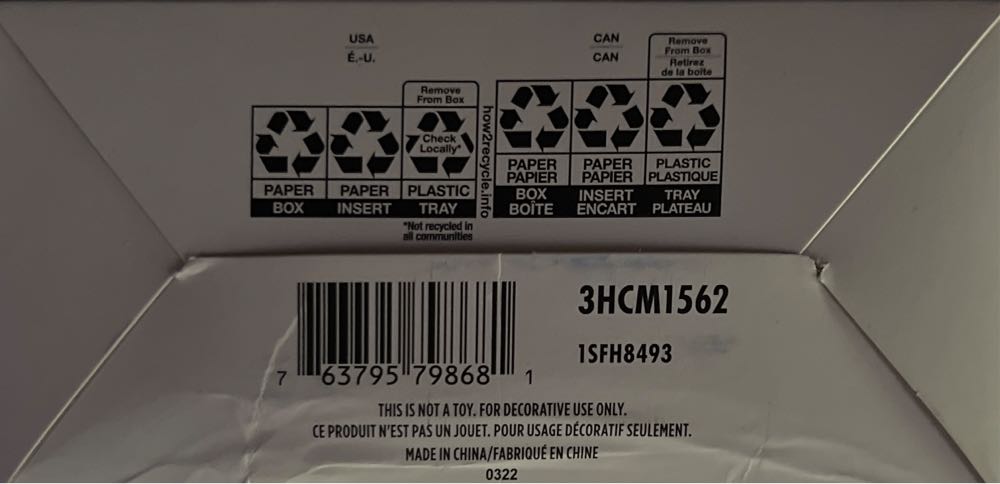 USA
É.-U.
Remove
From Box
Check
Locally*
PAPER
BOX
PAPER
INSERT
PLASTIC
TRAY
*Not recycled in
all communities
how2recycle.info
CAN
CAN
Remove
From Box
Retirez
de la boîte
PAPER
PAPIER
BOX
BOÎTE
PAPER
PAPIER
INSERT
ENCART
PLASTIC
PLASTIQUE
TRAY
PLATEAU
7 63795 79868 1
3HCM1562
1SFH8493
THIS IS NOT A TOY. FOR DECORATIVE USE ONLY.
CE PRODUIT N'EST PAS UN JOUET. POUR USAGE DÉCORATIF SEULEMENT.
MADE IN CHINA/FABRIQUÉ EN CHINE
0322